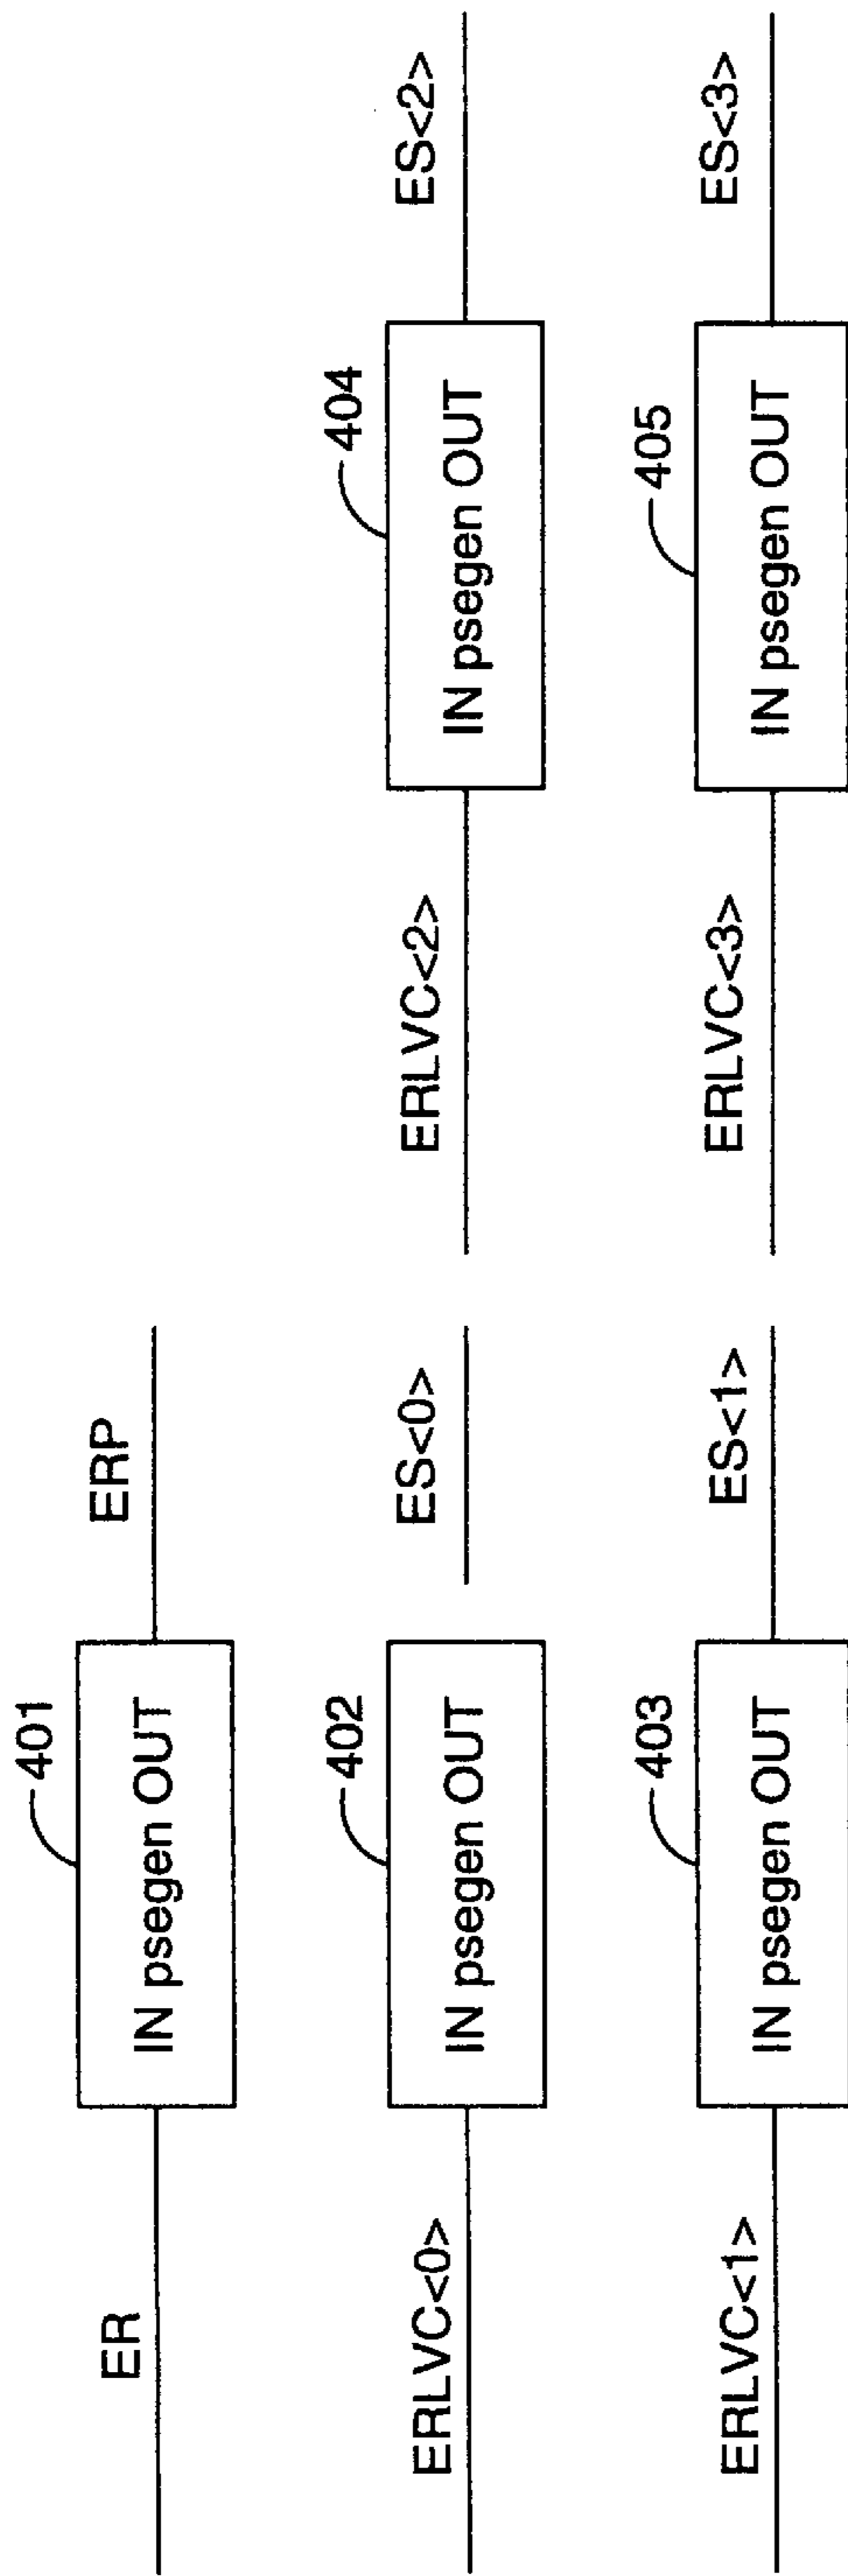 401
ER
IN psegen OUT
ERP
402
ERLVC<0>
IN psegen OUT
ES<0>
403
ERLVC<1>
IN psegen OUT
ES<1>
404
ERLVC<2>
IN psegen OUT
ES<2>
405
ERLVC<3>
IN psegen OUT
ES<3>